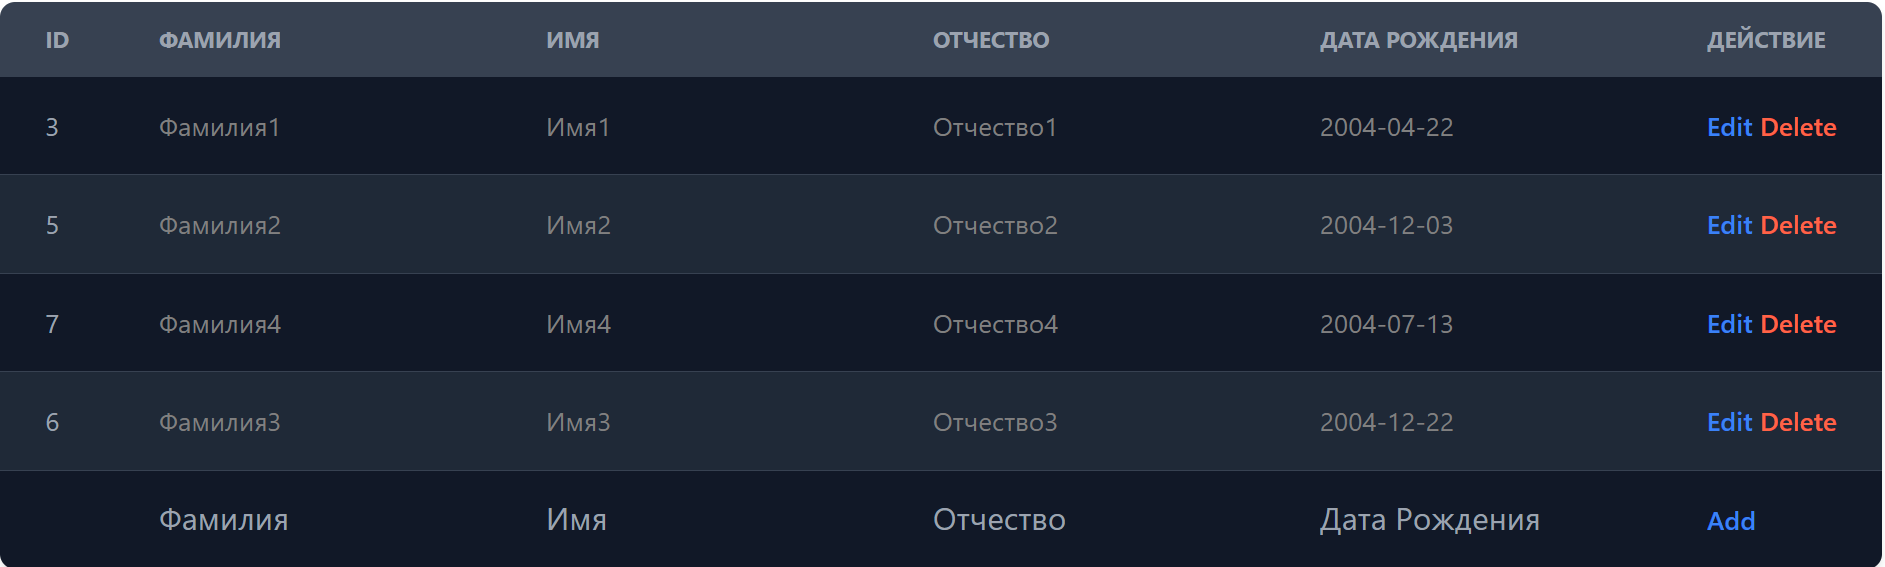 ID ФАМИЛИЯ ИМЯ ОТЧЕСТВО ДАТА РОЖДЕНИЯ ДЕЙСТВИЕ
3 Фамилия1 Имя1 Отчество1 2004-04-22 Edit Delete
5 Фамилия2 Имя2 Отчество2 2004-12-03 Edit Delete
7 Фамилия4 Имя4 Отчество4 2004-07-13 Edit Delete
6 Фамилия3 Имя3 Отчество3 2004-12-22 Edit Delete
Фамилия Имя Отчество Дата Рождения Add